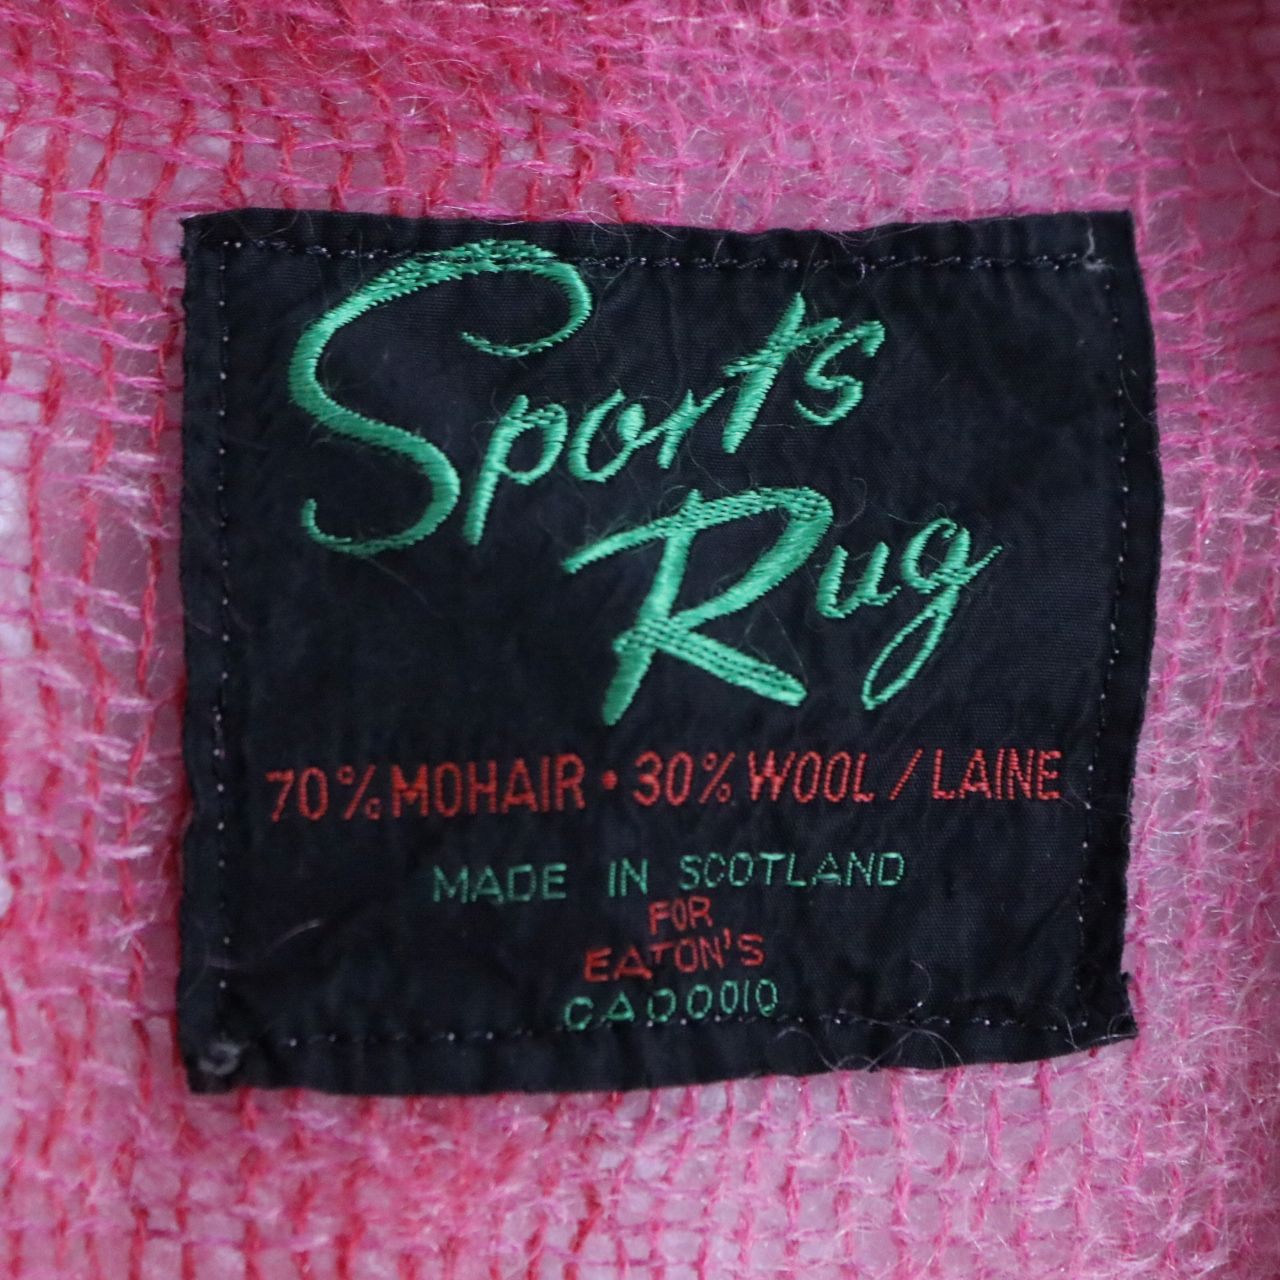 Sports
Rug
70% MOHAIR • 30% WOOL / LAINE
MADE IN SCOTLAND
FOR
EATON'S
CA00010